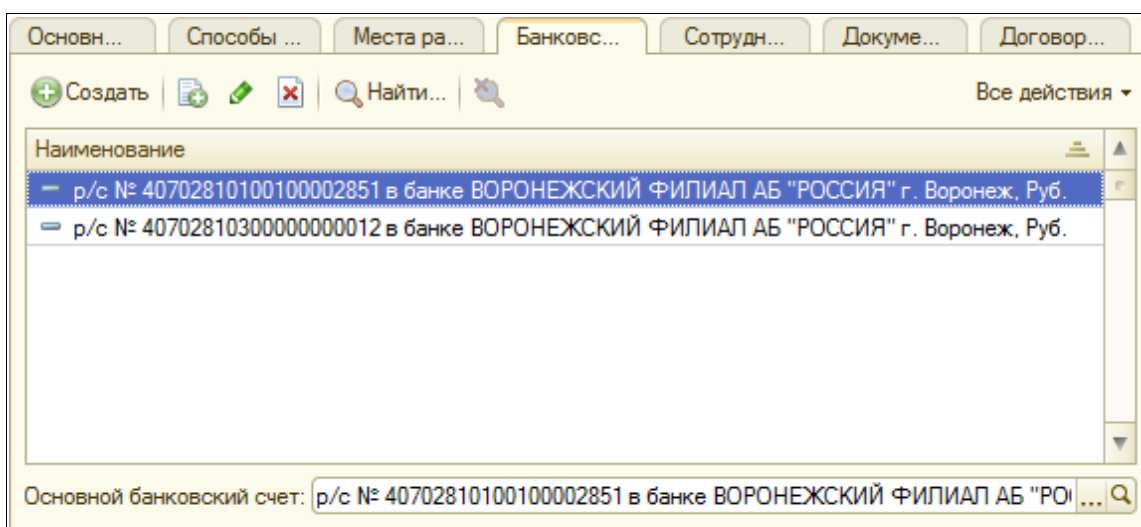 Основн... Способы ... Места ра... Банковс... Сотрудн... Докуме... Договор...
Создать Найти... Все действия
Наименование
р/с № 40702810100100002851 в банке ВОРОНЕЖСКИЙ ФИЛИАЛ АБ "РОССИЯ" г. Воронеж, Руб.
р/с № 40702810300000000012 в банке ВОРОНЕЖСКИЙ ФИЛИАЛ АБ "РОССИЯ" г. Воронеж, Руб.
Основной банковский счет: р/с № 40702810100100002851 в банке ВОРОНЕЖСКИЙ ФИЛИАЛ АБ "РО ...